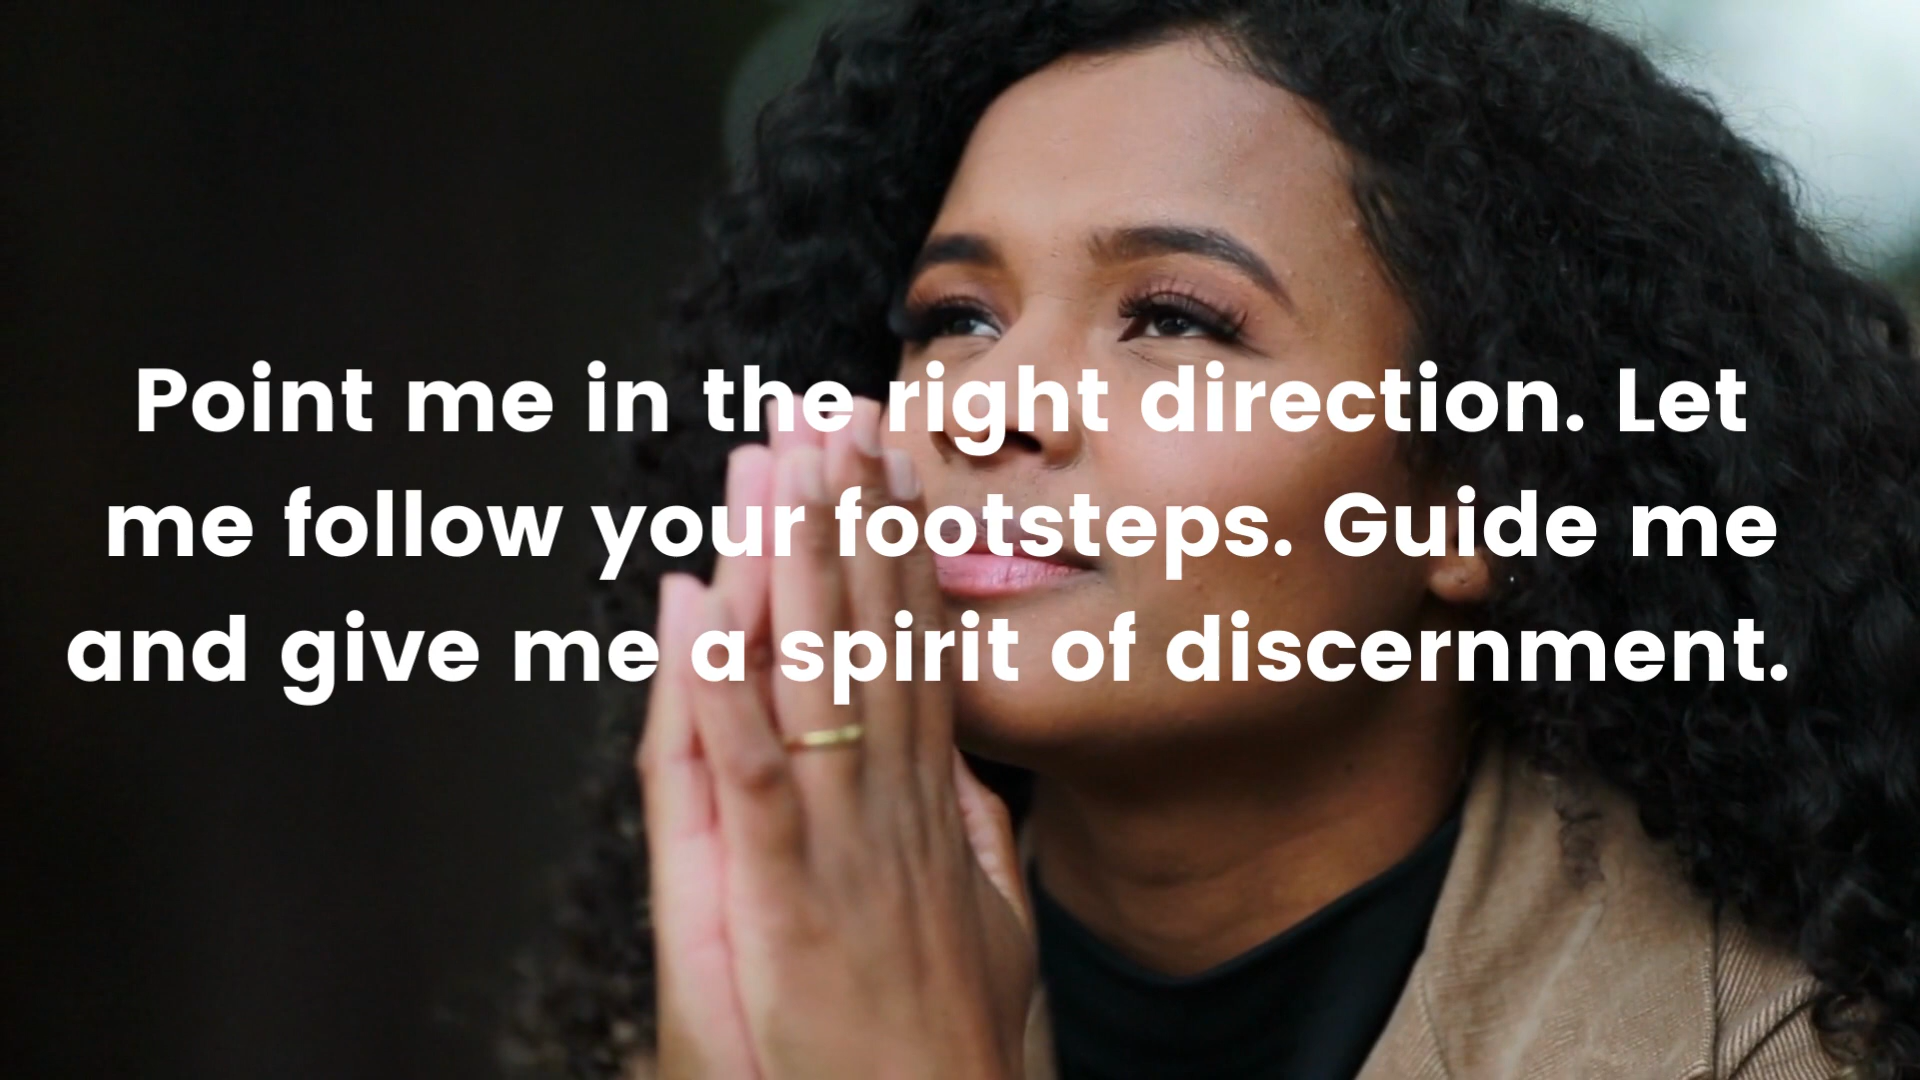 Point me in the right direction. Let
me follow your footsteps. Guide me
and give me a spirit of discernment.